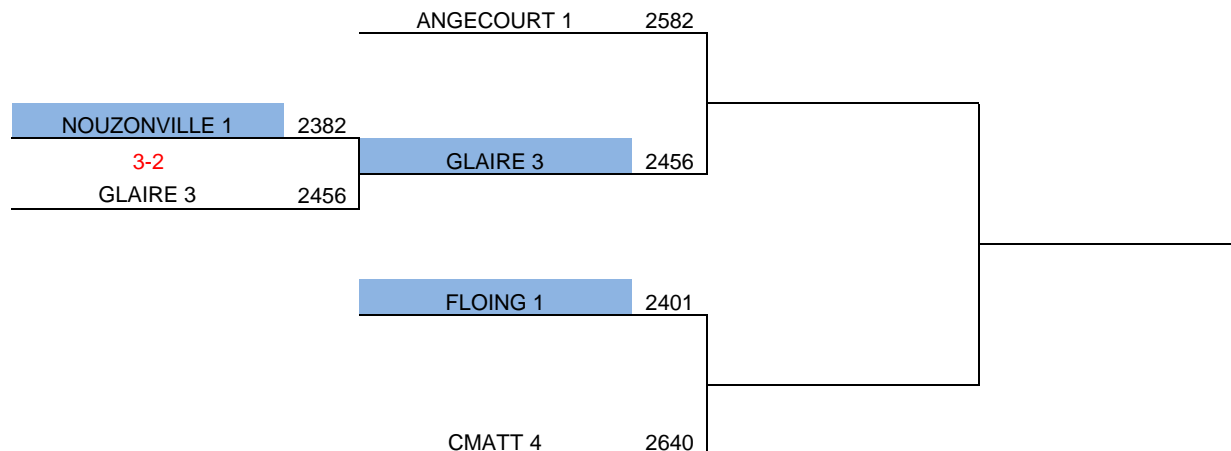 ANGECOURT 1 2582
NOUZONVILLE 1 2382
3-2
GLAIRE 3 2456
GLAIRE 3 2456
FLOING 1 2401
CMATT 4 2640